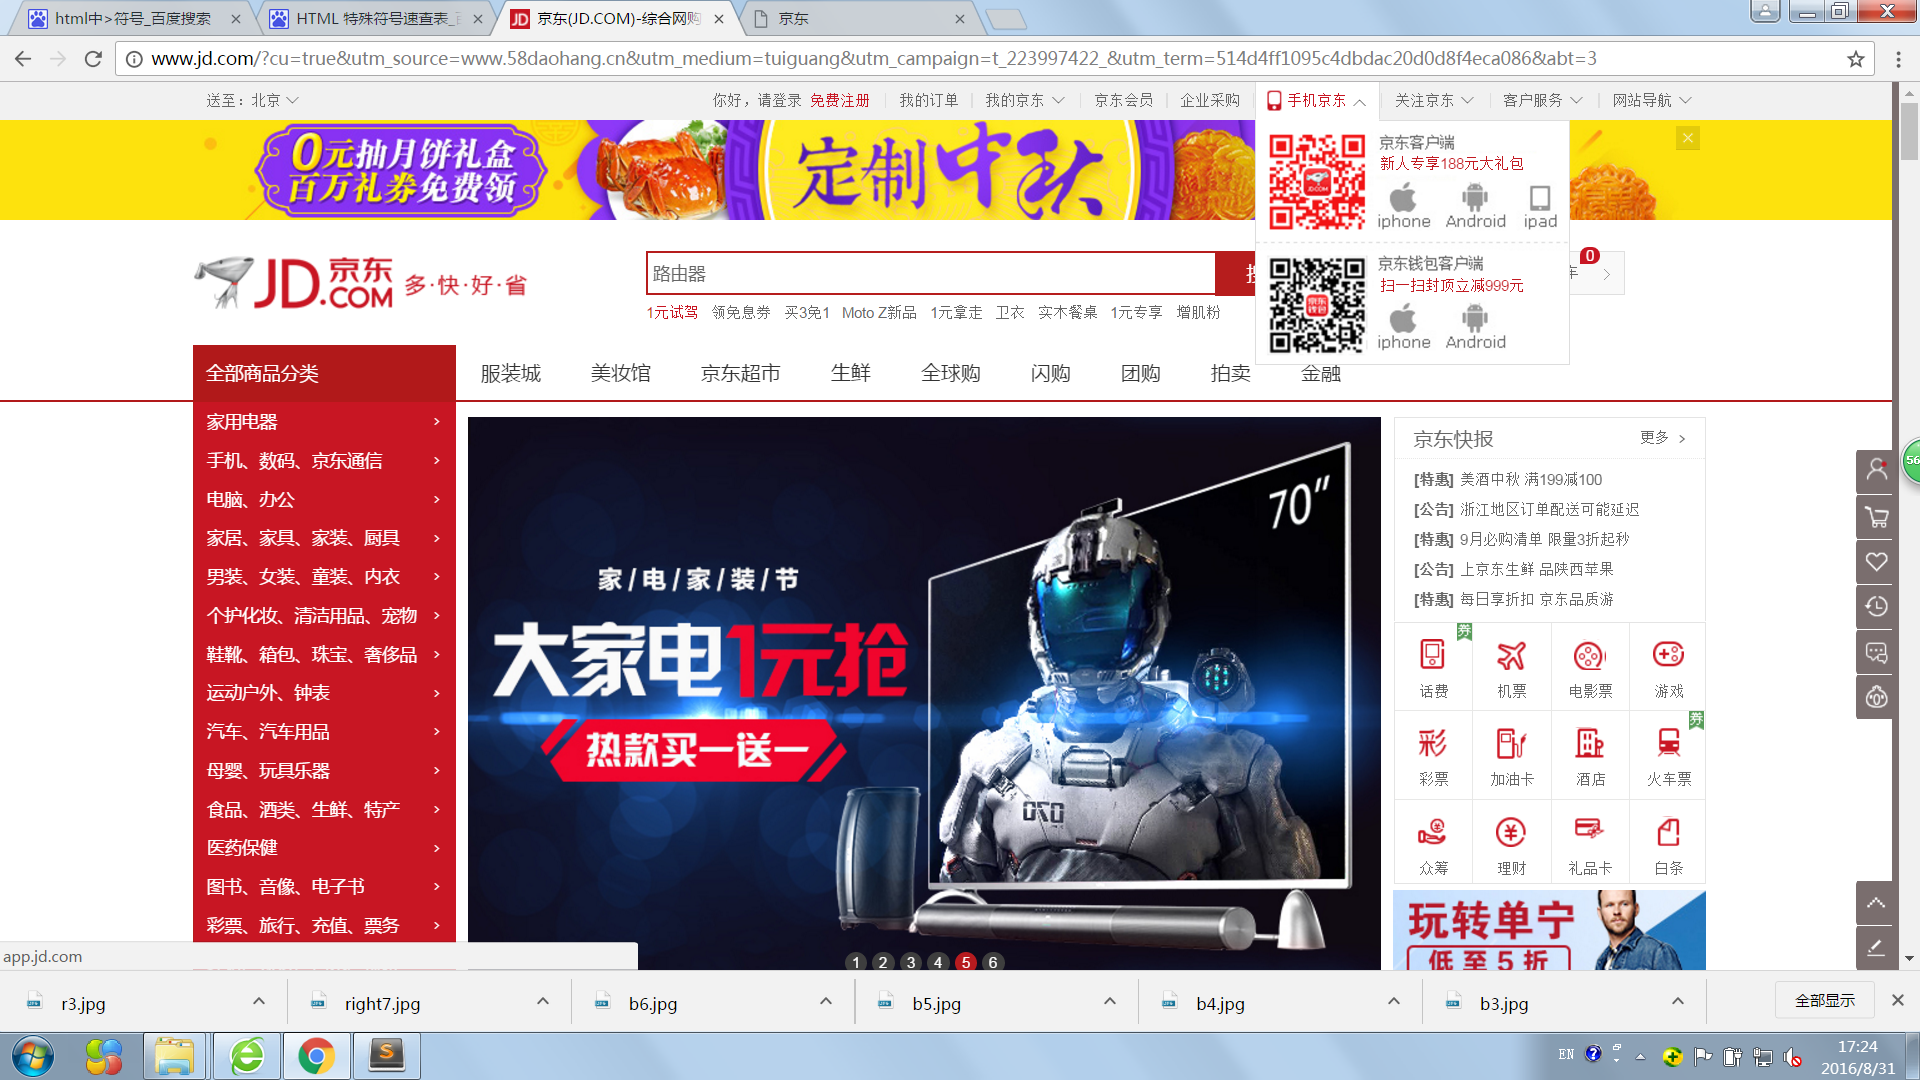 html中>符号_百度搜索
HTML 特殊符号速查表_百
京东(JD.COM)-综合网购
京东
www.jd.com/?cu=true&utm_source=www.58daohang.cn&utm_medium=tuiguang&utm_campaign=t_223997422_&utm_term=514d4ff1095c4dbdac20d0d8f4eca086&abt=3
送至：北京
你好，请登录 免费注册
我的订单
我的京东
京东会员
企业采购
手机京东
关注京东
客户服务
网站导航
0元抽月饼礼盒
百万礼券免费领
定制中秋
京东客户端
新人专享188元大礼包
iphone Android ipad
京东钱包客户端
扫一扫封顶立减999元
iphone Android
JD京东
.COM
多·快·好·省
路由器
0
1元试驾 领免息券 买3免1 Moto Z新品 1元拿走 卫衣 实木餐桌 1元专享 增肌粉
全部商品分类
服装城 美妆馆 京东超市 生鲜 全球购 闪购 团购 拍卖 金融
家用电器
手机、数码、京东通信
电脑、办公
家居、家具、家装、厨具
男装、女装、童装、内衣
个护化妆、清洁用品、宠物
鞋靴、箱包、珠宝、奢侈品
运动户外、钟表
汽车、汽车用品
母婴、玩具乐器
食品、酒类、生鲜、特产
医药保健
图书、音像、电子书
彩票、旅行、充值、票务
家/电/家/装/节
大家电1元抢
热款买一送一
70"
070
1 2 3 4 5 6
京东快报
更多 >
[特惠] 美酒中秋 满199减100
[公告] 浙江地区订单配送可能延迟
[特惠] 9月必购清单 限量3折起秒
[公告] 上京东生鲜 品陕西苹果
[特惠] 每日享折扣 京东品质游
券
话费 机票 电影票 游戏
券
彩票 加油卡 酒店 火车票
众筹 理财 礼品卡 白条
玩转单宁
低至5折
56
app.jd.com
r3.jpg
right7.jpg
b6.jpg
b5.jpg
b4.jpg
b3.jpg
全部显示
EN
17:24
2016/8/31